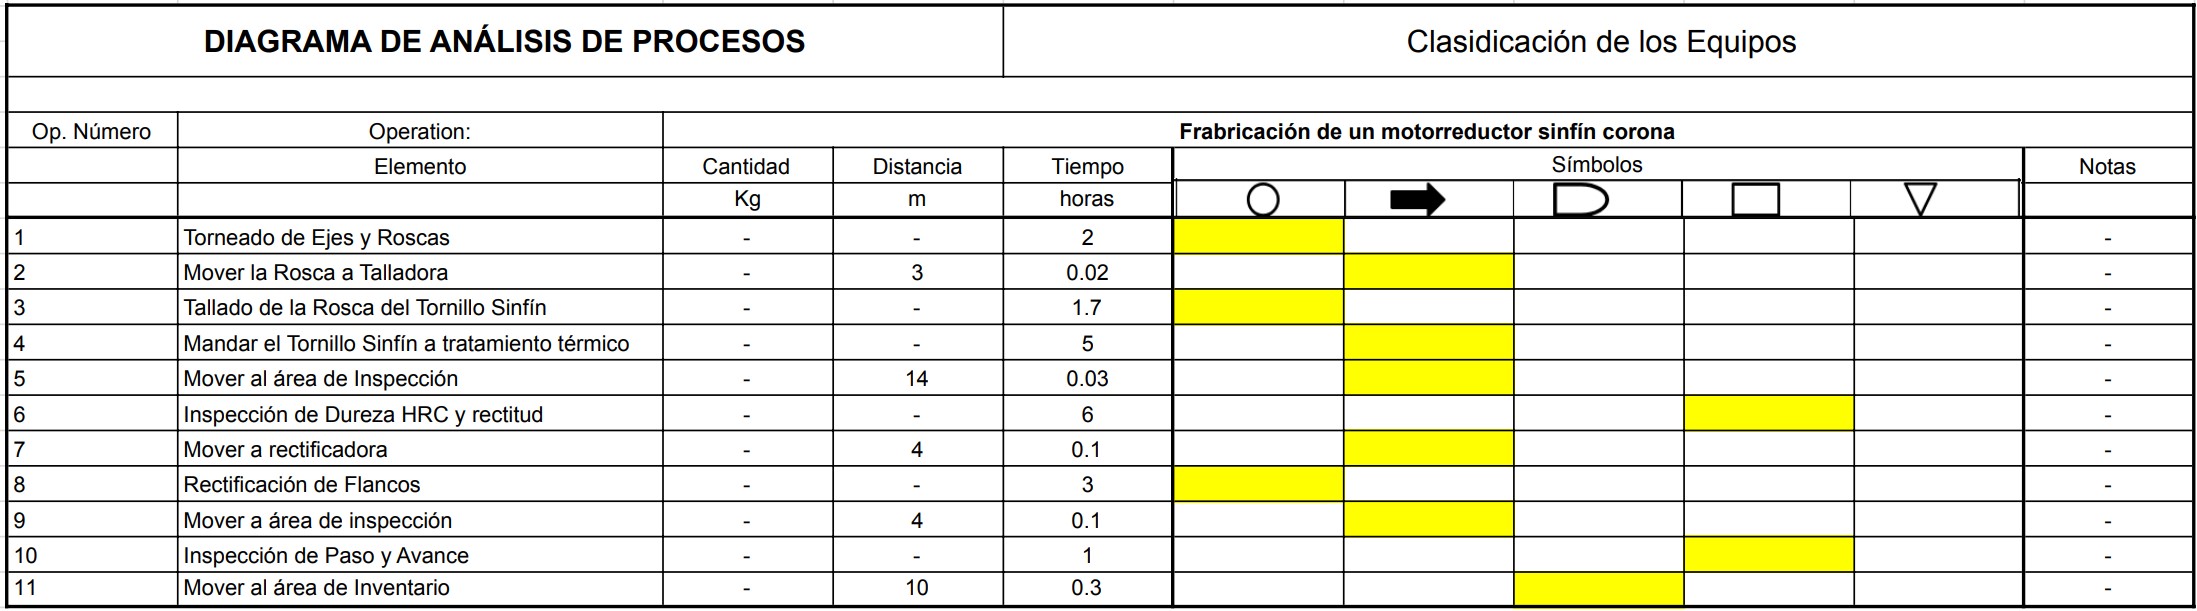 DIAGRAMA DE ANÁLISIS DE PROCESOS Clasidicación de los Equipos
Op. Número Operation: Frabricación de un motorreductor sinfín corona
Elemento Cantidad Distancia Tiempo Símbolos Notas
Kg m horas
1 Torneado de Ejes y Roscas - - 2 -
2 Mover la Rosca a Talladora - 3 0.02 -
3 Tallado de la Rosca del Tornillo Sinfín - - 1.7 -
4 Mandar el Tornillo Sinfín a tratamiento térmico - - 5 -
5 Mover al área de Inspección - 14 0.03 -
6 Inspección de Dureza HRC y rectitud - - 6 -
7 Mover a rectificadora - 4 0.1 -
8 Rectificación de Flancos - - 3 -
9 Mover a área de inspección - 4 0.1 -
10 Inspección de Paso y Avance - - 1 -
11 Mover al área de Inventario - 10 0.3 -